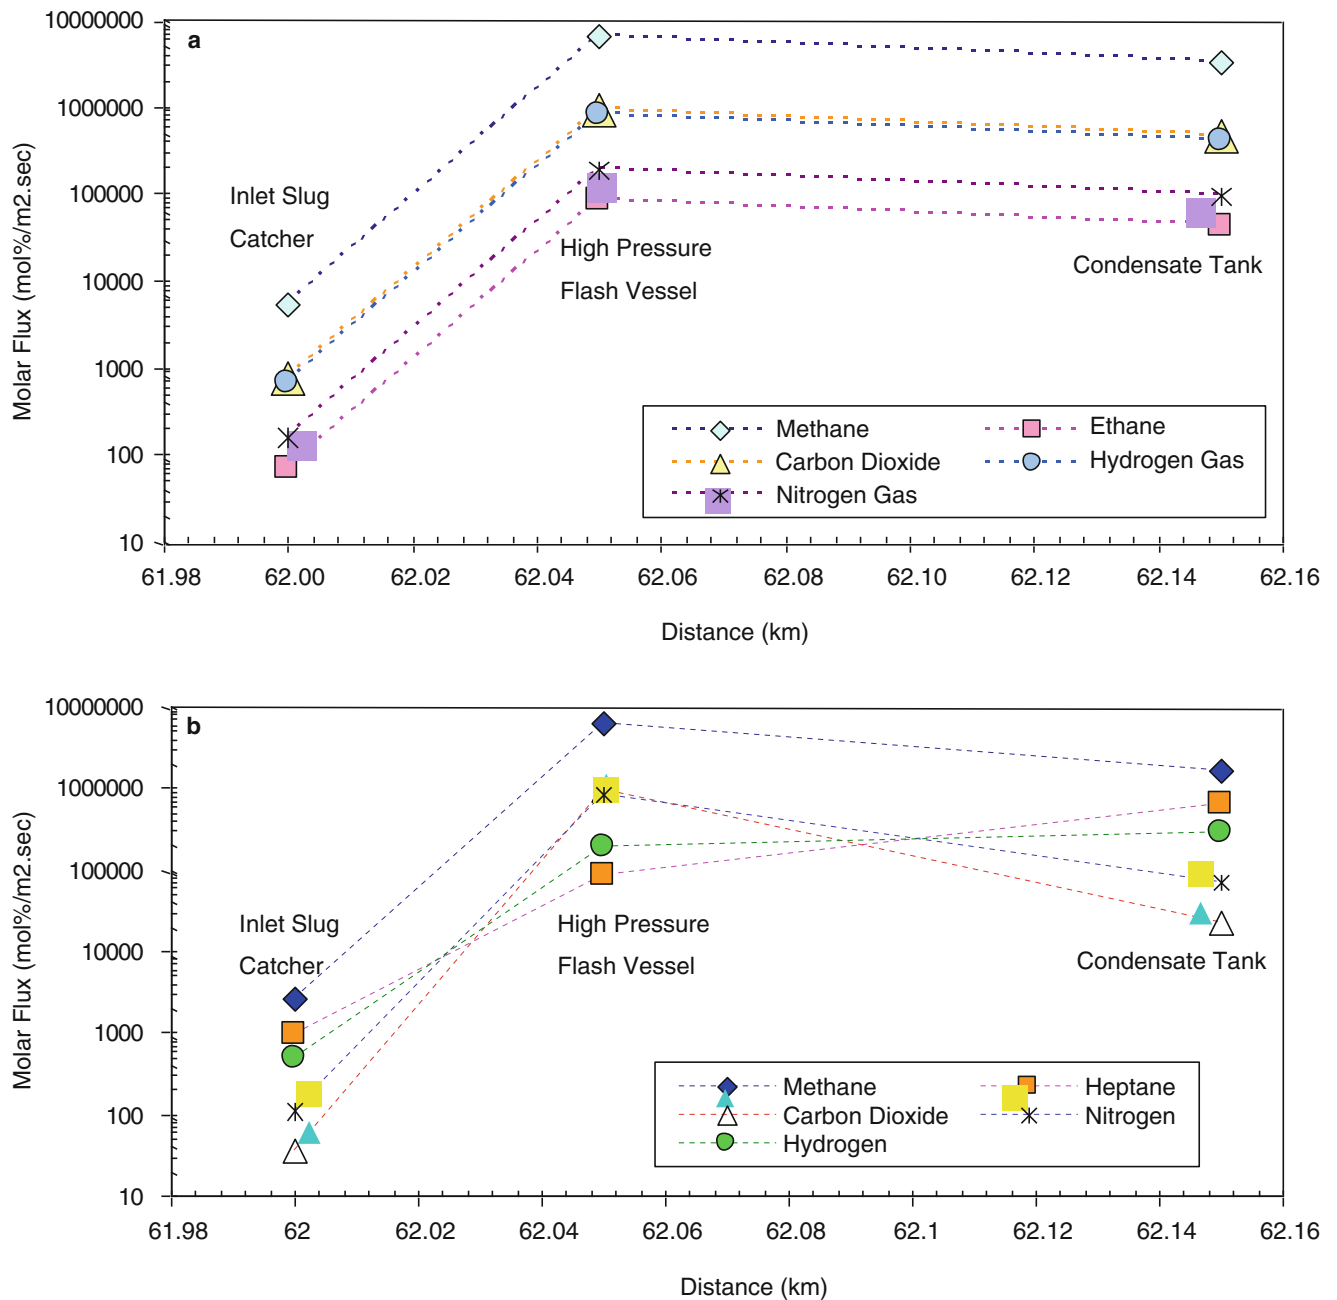 a
10000000
1000000
100000
10000
1000
100
10
Molar Flux (mol%/m2.sec)
Inlet Slug
Catcher
High Pressure
Flash Vessel
Condensate Tank
Methane
Ethane
Carbon Dioxide
Hydrogen Gas
Nitrogen Gas
61.98 62.00 62.02 62.04 62.06 62.08 62.10 62.12 62.14 62.16
Distance (km)
b
10000000
1000000
100000
10000
1000
100
10
Molar Flux (mol%/m2.sec)
Inlet Slug
Catcher
High Pressure
Flash Vessel
Condensate Tank
Methane
Heptane
Carbon Dioxide
Nitrogen
Hydrogen
61.98 62 62.02 62.04 62.06 62.08 62.1 62.12 62.14 62.16
Distance (km)